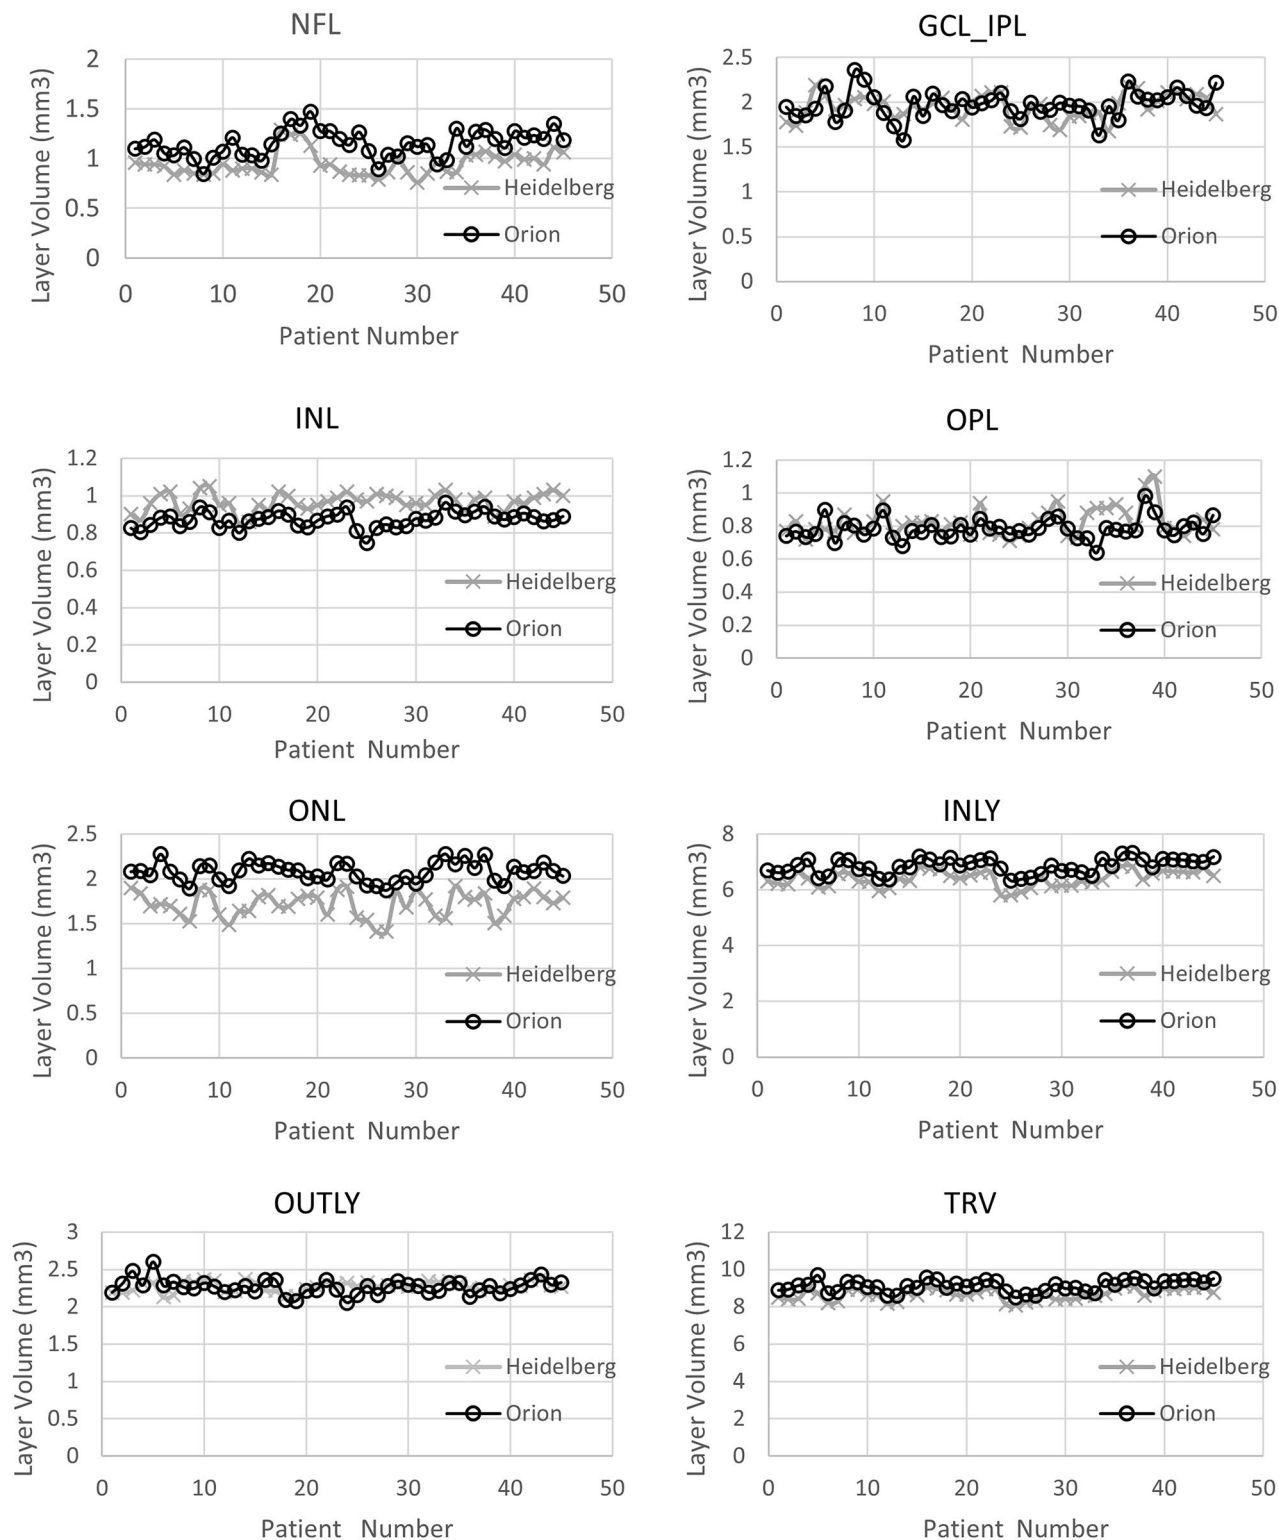 NFL
2
1.5
1
0.5
0
0 10 20 30 40 50
Layer Volume (mm3)
Patient Number
Heidelberg
Orion
GCL_IPL
2.5
2
1.5
1
0.5
0
0 10 20 30 40 50
Layer Volume (mm3)
Patient Number
Heidelberg
Orion
INL
1.2
1
0.8
0.6
0.4
0.2
0
0 10 20 30 40 50
Layer Volume (mm3)
Patient Number
Heidelberg
Orion
OPL
1.2
1
0.8
0.6
0.4
0.2
0
0 10 20 30 40 50
Layer Volume (mm3)
Patient Number
Heidelberg
Orion
ONL
2.5
2
1.5
1
0.5
0
0 10 20 30 40 50
Layer Volume (mm3)
Patient Number
Heidelberg
Orion
INLY
8
6
4
2
0
0 10 20 30 40 50
Layer Volume (mm3)
Patient Number
Heidelberg
Orion
OUTLY
3
2.5
2
1.5
1
0.5
0
0 10 20 30 40 50
Layer Volume (mm3)
Patient Number
Heidelberg
Orion
TRV
12
10
8
6
4
2
0
0 10 20 30 40 50
Layer Volume (mm3)
Patient Number
Heidelberg
Orion